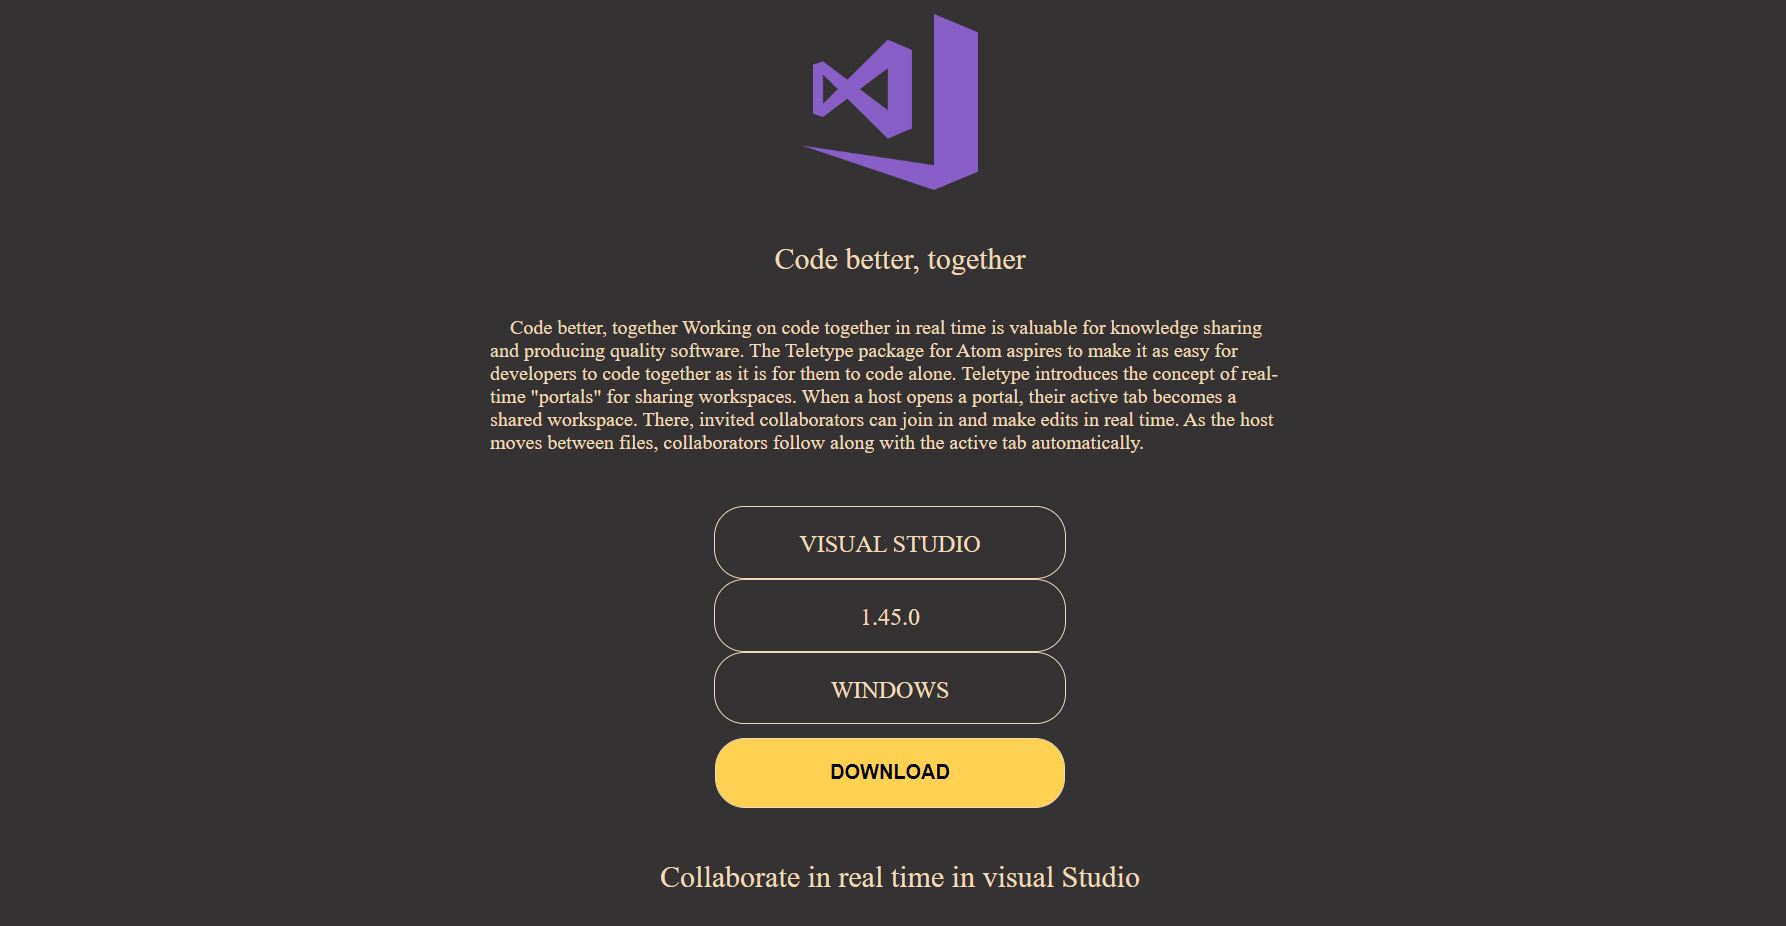 Code better, together
Code better, together Working on code together in real time is valuable for knowledge sharing
and producing quality software. The Teletype package for Atom aspires to make it as easy for
developers to code together as it is for them to code alone. Teletype introduces the concept of real-
time "portals" for sharing workspaces. When a host opens a portal, their active tab becomes a
shared workspace. There, invited collaborators can join in and make edits in real time. As the host
moves between files, collaborators follow along with the active tab automatically.
VISUAL STUDIO
1.45.0
WINDOWS
DOWNLOAD
Collaborate in real time in visual Studio